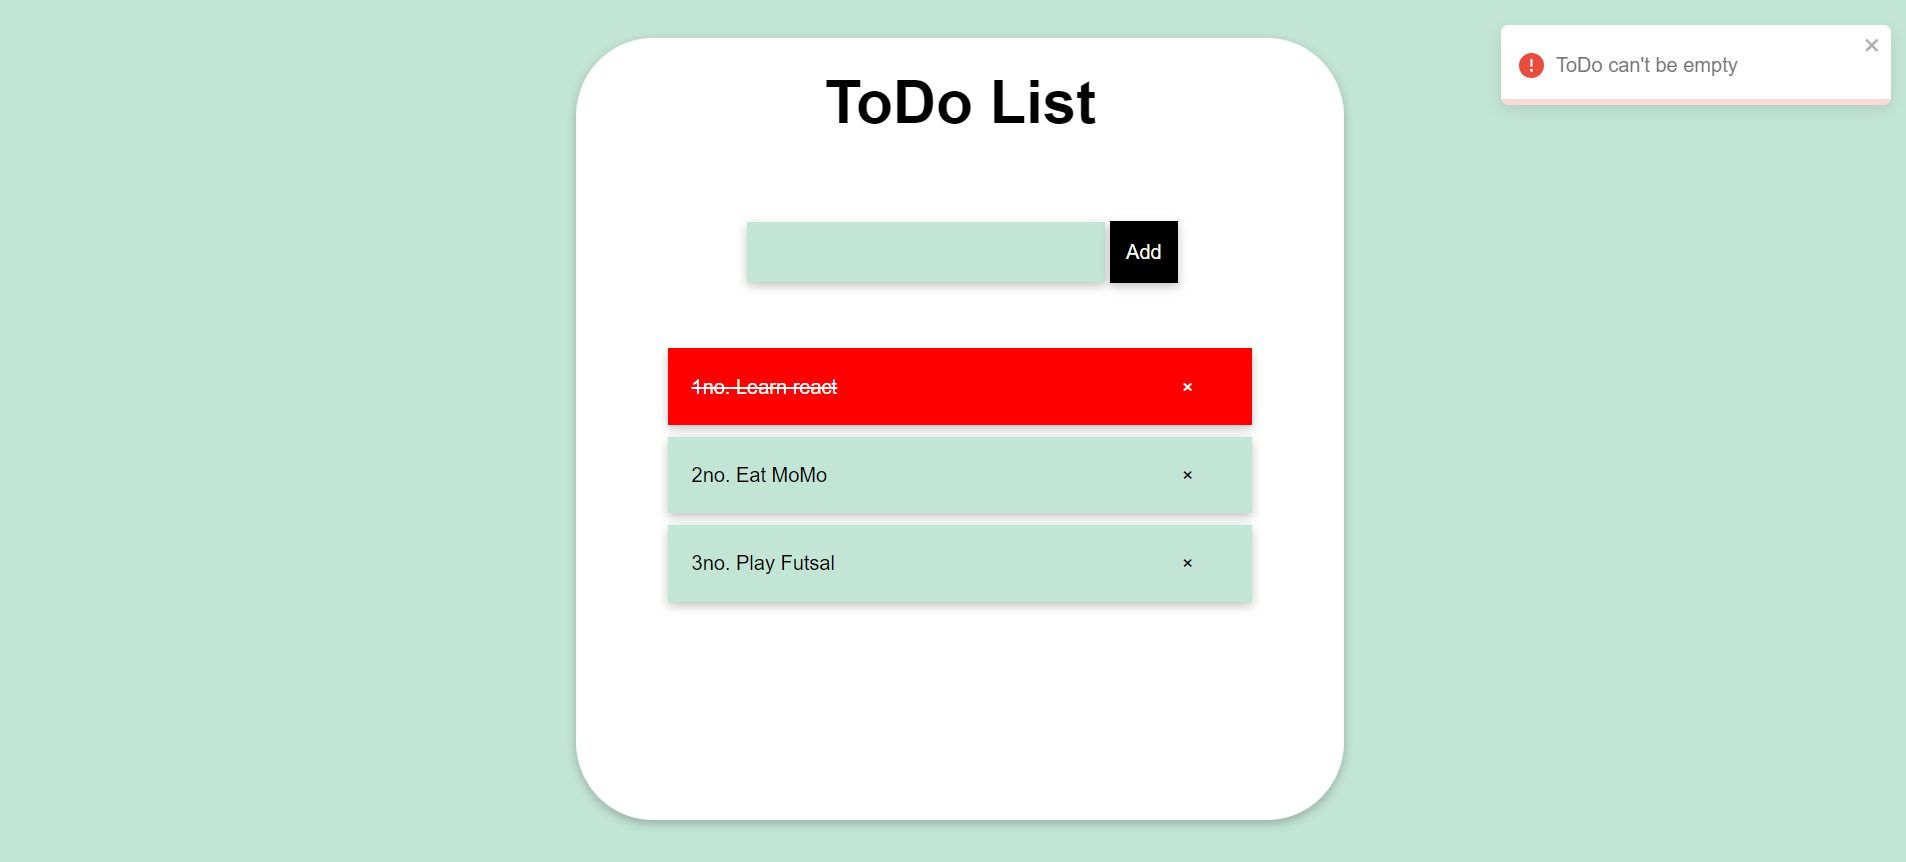 ToDo List
ToDo can't be empty
Add
1no. Learn react
2no. Eat MoMo
3no. Play Futsal